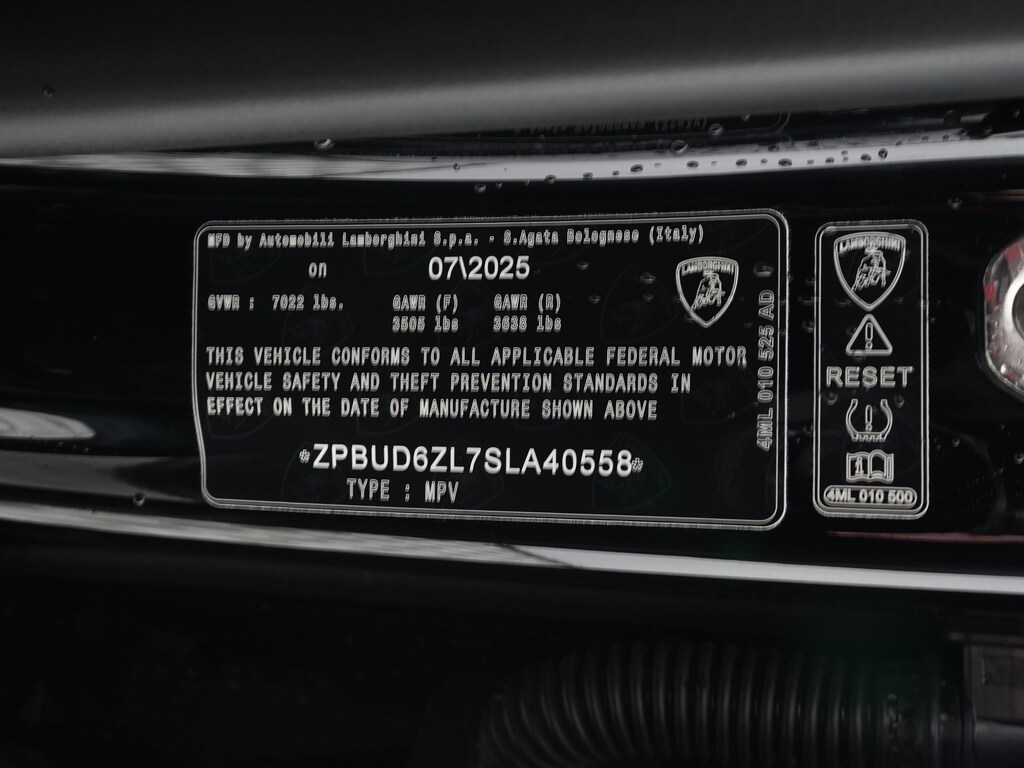 MFD by Automobili Lamborghini S.p.a. - S.Agata Bolognese (Italy)
on 07\2025
GVWR : 7022 lbs. GAWR (F) GAWR (R)
3505 lbs 3638 lbs
THIS VEHICLE CONFORMS TO ALL APPLICABLE FEDERAL MOTOR
VEHICLE SAFETY AND THEFT PREVENTION STANDARDS IN
EFFECT ON THE DATE OF MANUFACTURE SHOWN ABOVE
*ZPBUD6ZL7SLA40558*
TYPE : MPV
LAMBORGHINI
4ML 010 525 AD
LAMBORGHINI
RESET
4ML 010 500